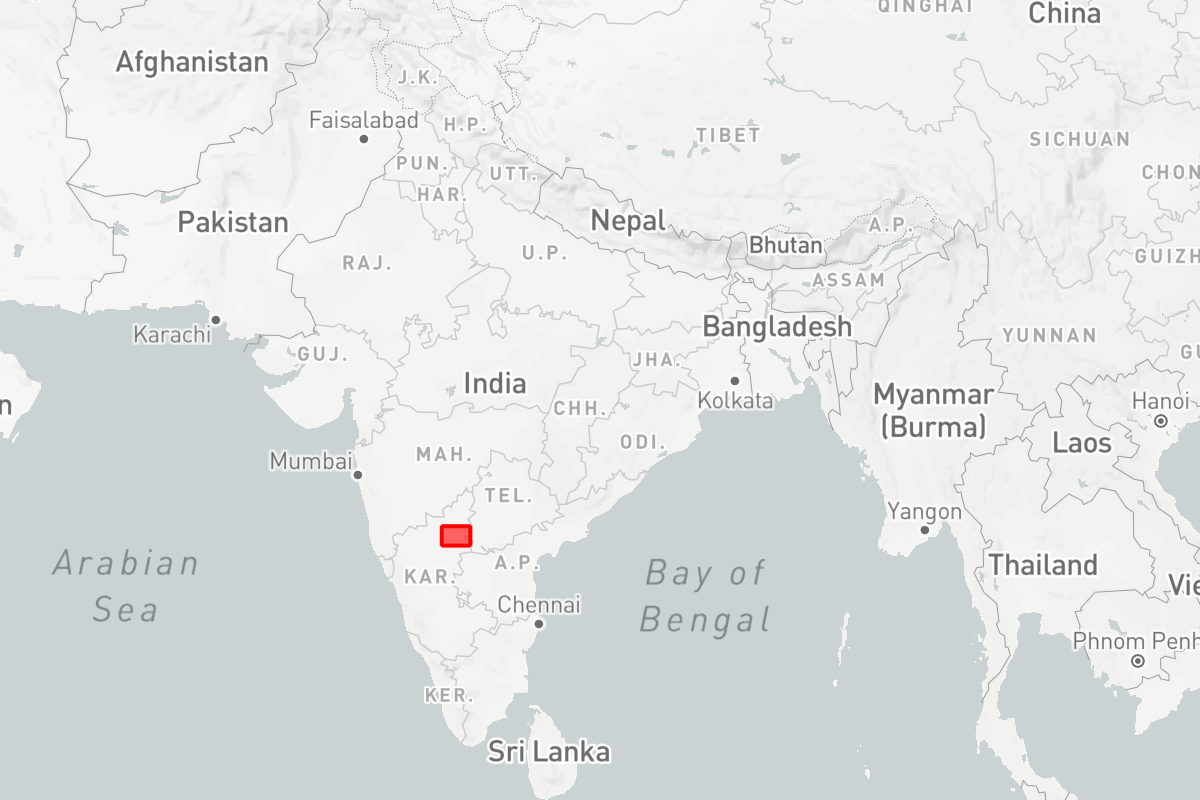 QINGHAI
China
Afghanistan
J.K.
Faisalabad
H.P.
TIBET
SICHUAN
PUN.
UTT.
CHON
HAR.
Pakistan
Nepal
A.P.
Bhutan
U.P.
RAJ.
ASSAM
GUIZH
Karachi
Bangladesh
YUNNAN
GUJ.
JHA.
GU
India
Kolkata
Myanmar
(Burma)
Hanoi
n
CHH.
ODI.
Laos
MAH.
Mumbai
TEL.
Yangon
Arabian
Sea
A.P.
Bay of
Bengal
Thailand
KAR.
Vie
Chennai
Phnom Penh
KER.
Sri Lanka